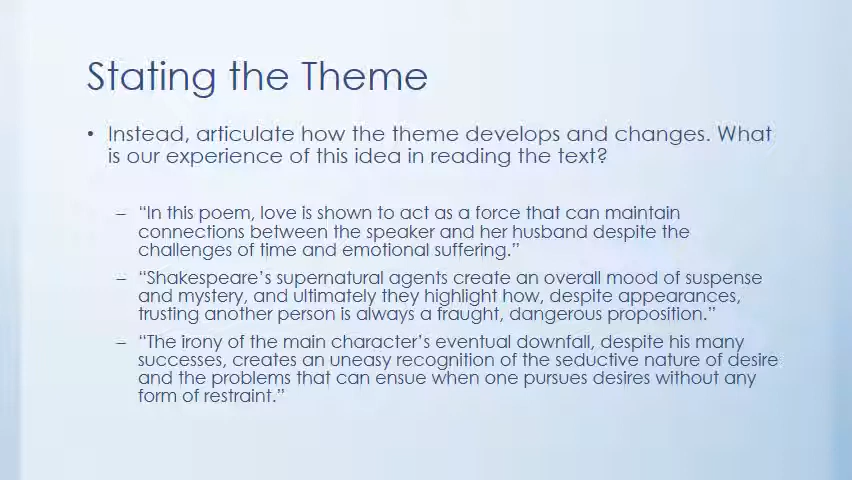 Stating the Theme
• Instead, articulate how the theme develops and changes. What
is our experience of this idea in reading the text?
– “In this poem, love is shown to act as a force that can maintain
connections between the speaker and her husband despite the
challenges of time and emotional suffering.”
– “Shakespeare’s supernatural agents create an overall mood of suspense
and mystery, and ultimately they highlight how, despite appearances,
trusting another person is always a fraught, dangerous proposition.”
– “The irony of the main character’s eventual downfall, despite his many
successes, creates an uneasy recognition of the seductive nature of desire
and the problems that can ensue when one pursues desires without any
form of restraint.”